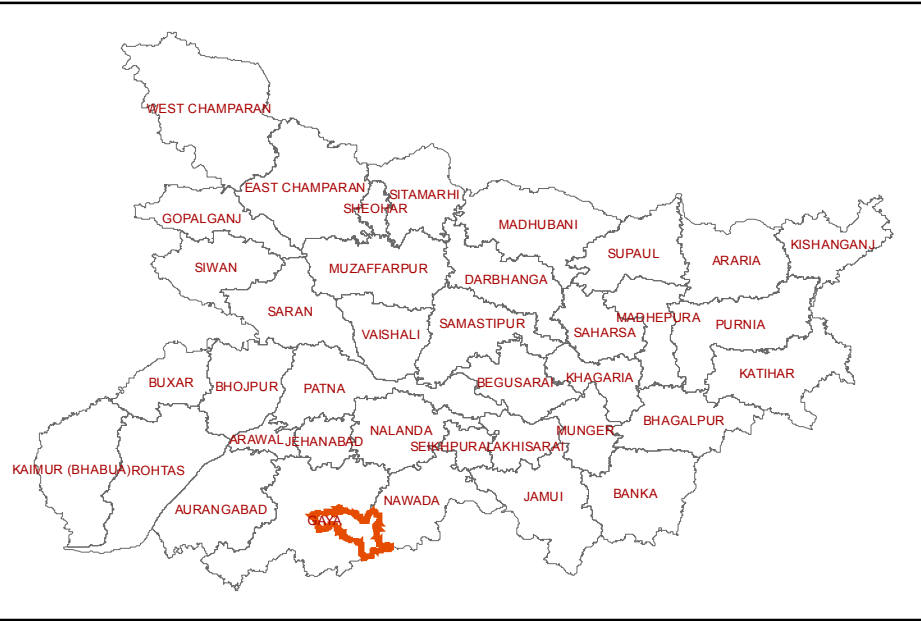 WEST CHAMPARAN
EAST CHAMPARAN
SITAMARHI
SHEOHAR
GOPALGANJ
MADHUBANI
KISHANGANJ
SUPAUL
ARARIA
SIWAN
MUZAFFARPUR
DARBHANGA
SARAN
MADHEPURA
SAMASTIPUR
PURNIA
VAISHALI
SAHARSA
KATIHAR
BUXAR
BHOJPUR
PATNA
BEGUSARAI
KHAGARIA
BHAGALPUR
NALANDA
MUNGER
ARAWAL
JEHANABAD
SEIKHPURA
LAKHISARAI
KAIMUR (BHABUA)
ROHTAS
BANKA
JAMUI
NAWADA
AURANGABAD
GAYA